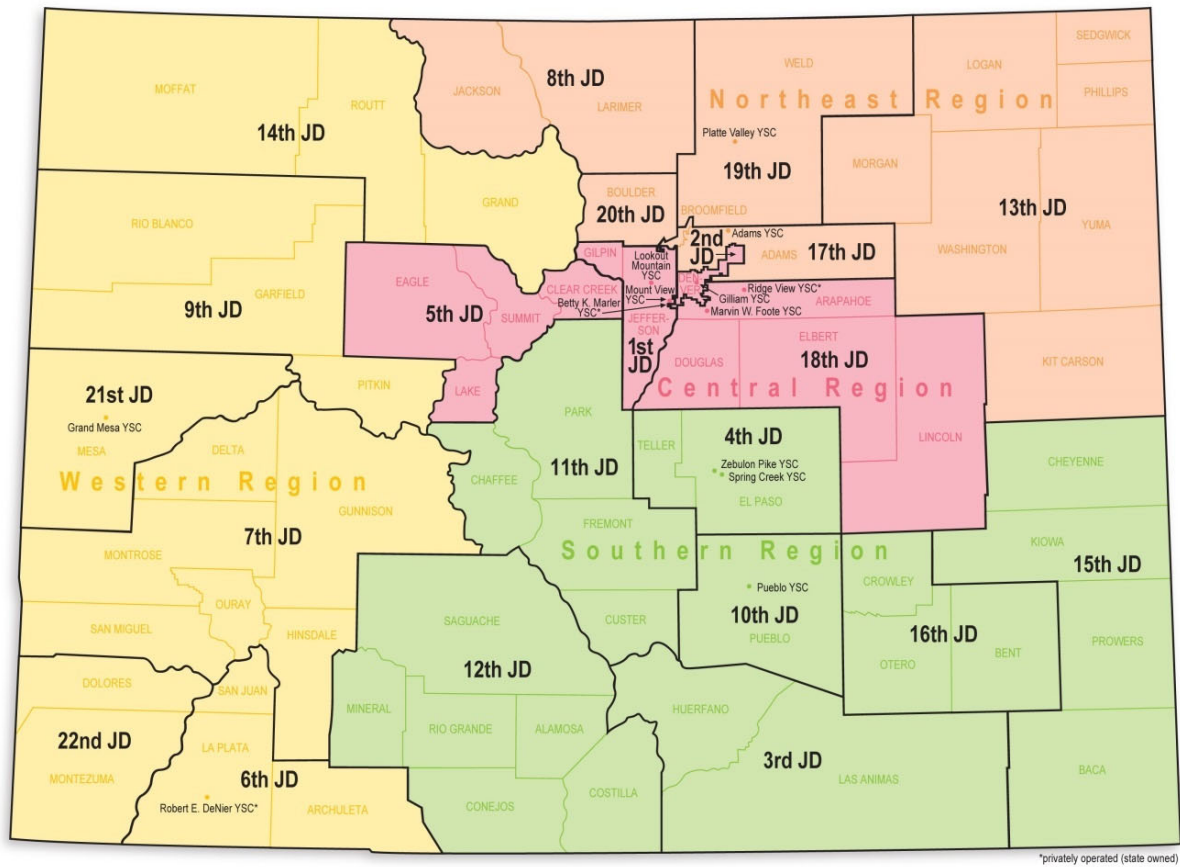 SEDGWICK
WELD
LOGAN
8th JD
MOFFAT
JACKSON
PHILLIPS
ROUTT
LARIMER
Northeast Region
14th JD
Platte Valley YSC
MORGAN
19th JD
BOULDER
GRAND
BROOMFIELD
13th JD
20th JD
RIO BLANCO
YUMA
2nd
JD
Adams YSC
WASHINGTON
ADAMS
17th JD
GILPIN
Lookout
Mountain
YSC
EAGLE
CLEAR CREEK
DEN
VER
Mount View
YSC
Ridge View YSC*
GARFIELD
9th JD
Gilliam YSC
ARAPAHOE
Betty K. Marler
YSC*
Marvin W. Foote YSC
5th JD
SUMMIT
JEFFER-
SON
ELBERT
1st
JD
DOUGLAS
18th JD
KIT CARSON
PITKIN
LAKE
Central Region
21st JD
PARK
Grand Mesa YSC
MESA
DELTA
4th JD
TELLER
LINCOLN
11th JD
CHEYENNE
Zebulon Pike YSC
Spring Creek YSC
CHAFFEE
Western Region
EL PASO
GUNNISON
FREMONT
7th JD
KIOWA
Southern Region
MONTROSE
15th JD
CROWLEY
Pueblo YSC
OURAY
10th JD
SAGUACHE
CUSTER
SAN MIGUEL
HINSDALE
16th JD
PUEBLO
PROWERS
BENT
OTERO
12th JD
DOLORES
SAN JUAN
MINERAL
HUERFANO
RIO GRANDE
ALAMOSA
22nd JD
LA PLATA
3rd JD
BACA
MONTEZUMA
6th JD
LAS ANIMAS
COSTILLA
Robert E. DeNier YSC*
ARCHULETA
CONEJOS
*privately operated (state owned)